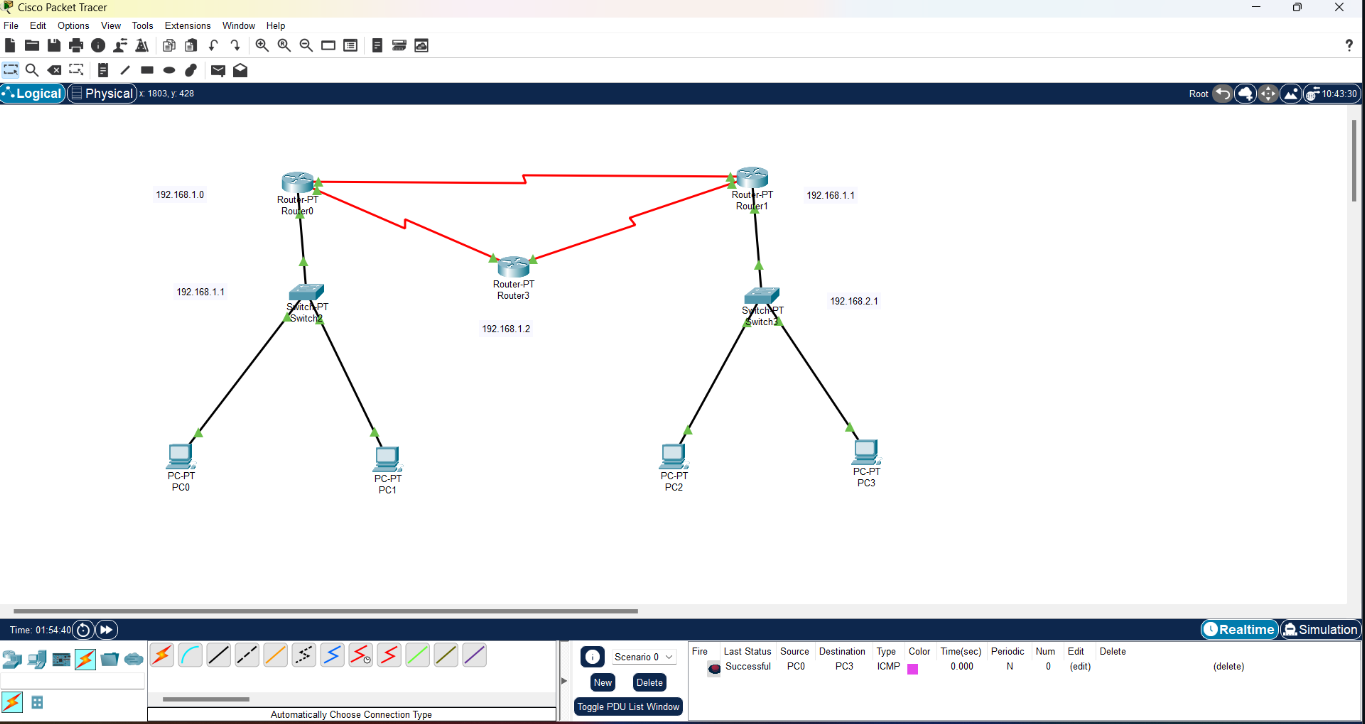 Cisco Packet Tracer
File Edit Options View Tools Extensions Window Help
?
Logical Physical x: 1803, y: 428 Root 10:43:30
192.168.1.0
Router-PT
Router0
Router-PT
Router1
192.168.1.1
Router-PT
Router3
192.168.1.2
192.168.1.1
Switch-PT
Switch2
Switch-PT
Switch3
192.168.2.1
PC-PT
PC0
PC-PT
PC1
PC-PT
PC2
PC-PT
PC3
Time: 01:54:40 Realtime Simulation
Automatically Choose Connection Type
Scenario 0
New Delete
Toggle PDU List Window
Fire Last Status Source Destination Type Color Time(sec) Periodic Num Edit Delete
Successful PC0 PC3 ICMP 0.000 N 0 (edit) (delete)